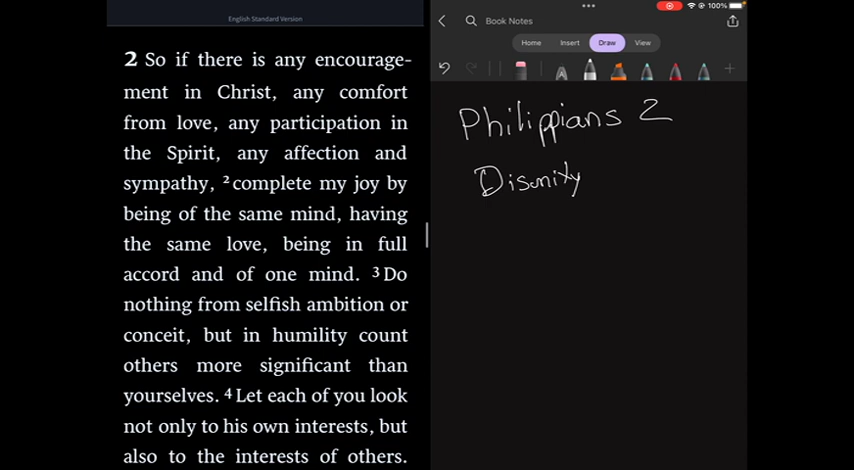 English Standard Version
2 So if there is any encourage-
ment in Christ, any comfort
from love, any participation in
the Spirit, any affection and
sympathy, 2 complete my joy by
being of the same mind, having
the same love, being in full
accord and of one mind. 3 Do
nothing from selfish ambition or
conceit, but in humility count
others more significant than
yourselves. 4 Let each of you look
not only to his own interests, but
also to the interests of others.
100%
Book Notes
Home Insert Draw View
Philippians 2
Disunity